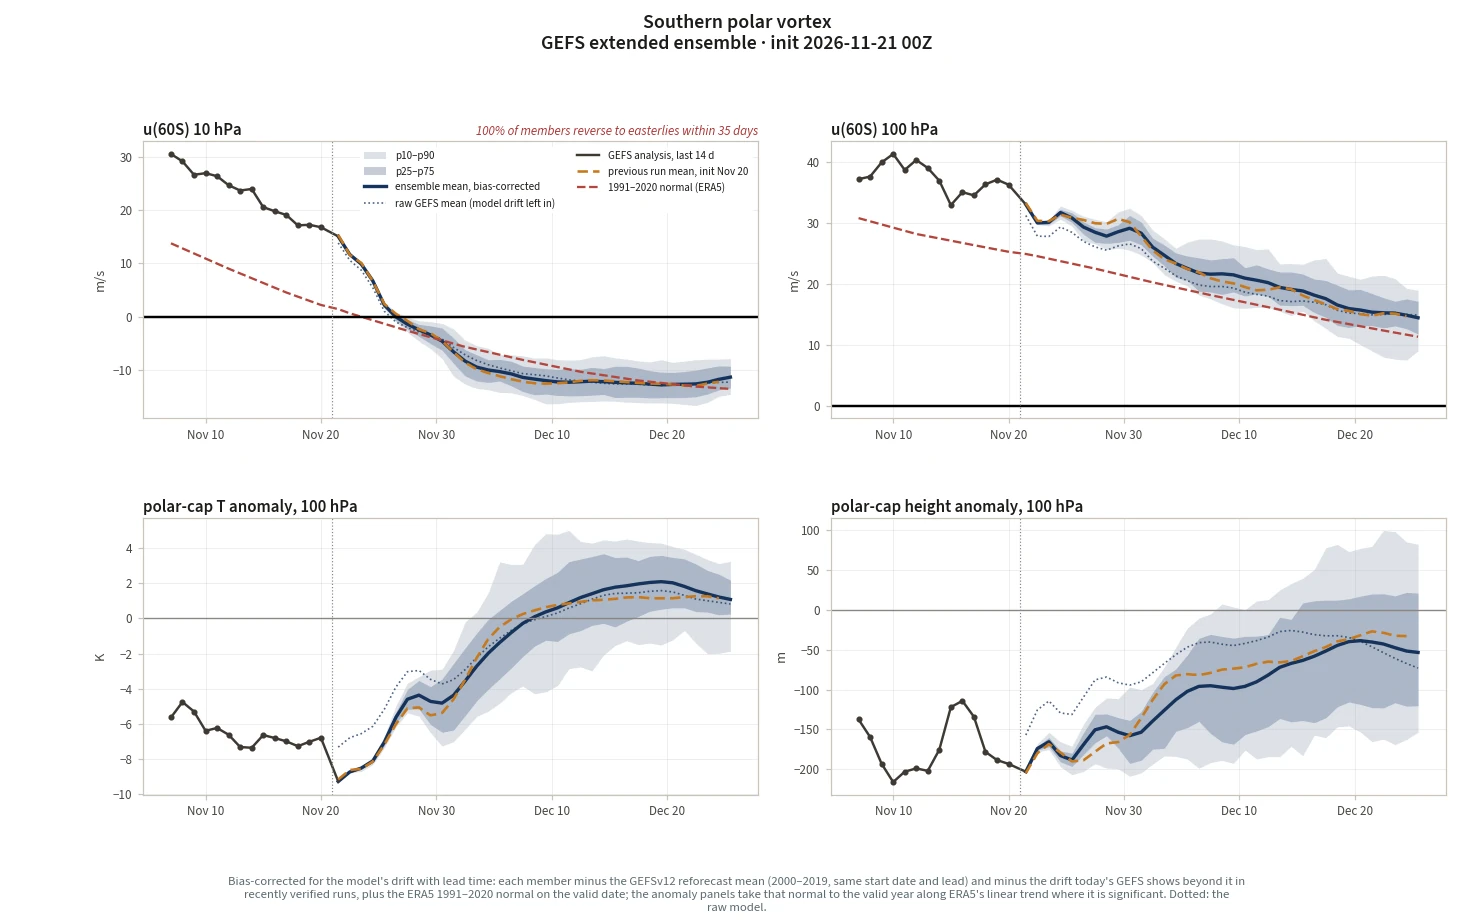 Southern polar vortex
GEFS extended ensemble · init 2026-11-21 00Z
u(60S) 10 hPa
100% of members reverse to easterlies within 35 days
p10–p90
p25–p75
ensemble mean, bias-corrected
raw GEFS mean (model drift left in)
GEFS analysis, last 14 d
previous run mean, init Nov 20
1991–2020 normal (ERA5)
m/s
30
20
10
0
−10
Nov 10
Nov 20
Nov 30
Dec 10
Dec 20
u(60S) 100 hPa
m/s
40
30
20
10
0
Nov 10
Nov 20
Nov 30
Dec 10
Dec 20
polar-cap T anomaly, 100 hPa
K
4
2
0
−2
−4
−6
−8
−10
Nov 10
Nov 20
Nov 30
Dec 10
Dec 20
polar-cap height anomaly, 100 hPa
m
100
50
0
−50
−100
−150
−200
Nov 10
Nov 20
Nov 30
Dec 10
Dec 20
Bias-corrected for the model's drift with lead time: each member minus the GEFSv12 reforecast mean (2000–2019, same start date and lead) and minus the drift today's GEFS shows beyond it in
recently verified runs, plus the ERA5 1991–2020 normal on the valid date; the anomaly panels take that normal to the valid year along ERA5's linear trend where it is significant. Dotted: the
raw model.